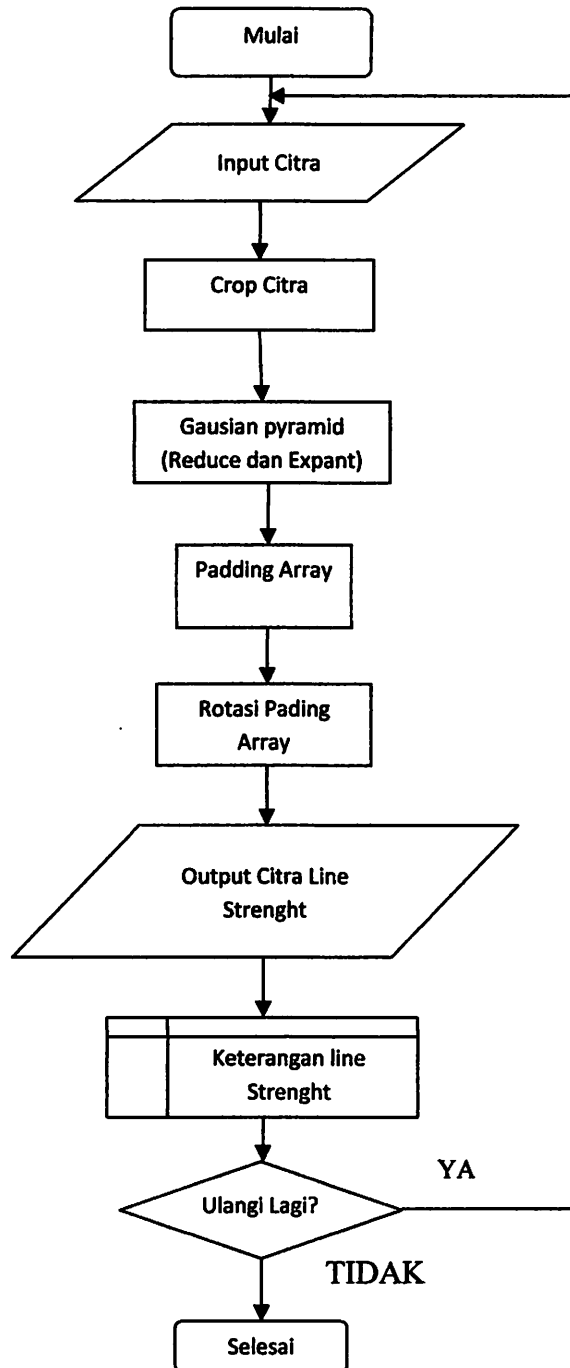 Mulai
Input Citra
Crop Citra
Gausian pyramid
(Reduce dan Expant)
Padding Array
Rotasi Pading
Array
Output Citra Line
Strenght
Keterangan line
Strenght
Ulangi Lagi?
YA
TIDAK
Selesai